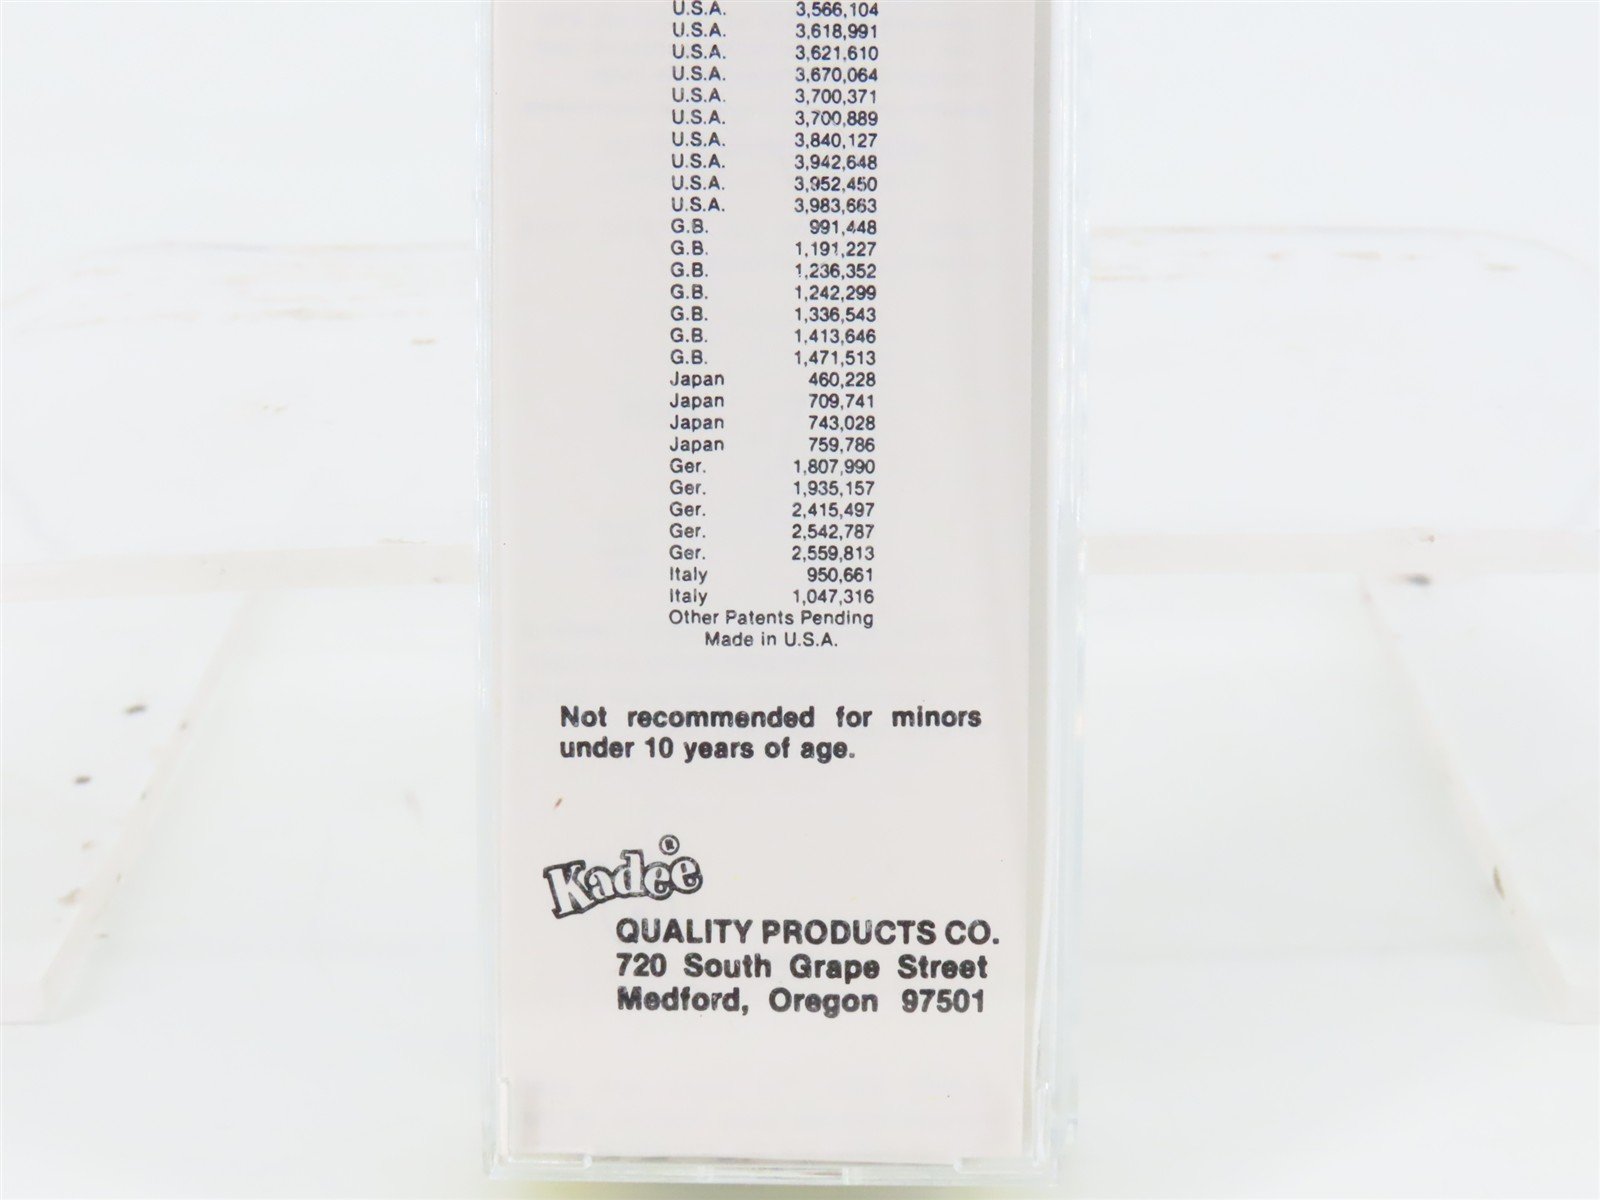 U.S.A. 3,566,104
U.S.A. 3,618,991
U.S.A. 3,621,610
U.S.A. 3,670,064
U.S.A. 3,700,371
U.S.A. 3,700,889
U.S.A. 3,840,127
U.S.A. 3,942,648
U.S.A. 3,952,450
U.S.A. 3,983,663
G.B. 991,448
G.B. 1,191,227
G.B. 1,236,352
G.B. 1,242,299
G.B. 1,336,543
G.B. 1,413,646
G.B. 1,471,513
Japan 460,228
Japan 709,741
Japan 743,028
Japan 759,786
Ger. 1,807,990
Ger. 1,935,157
Ger. 2,415,497
Ger. 2,542,787
Ger. 2,559,813
Italy 950,661
Italy 1,047,316
Other Patents Pending
Made in U.S.A.
Not recommended for minors
under 10 years of age.
Kadee®
QUALITY PRODUCTS CO.
720 South Grape Street
Medford, Oregon 97501